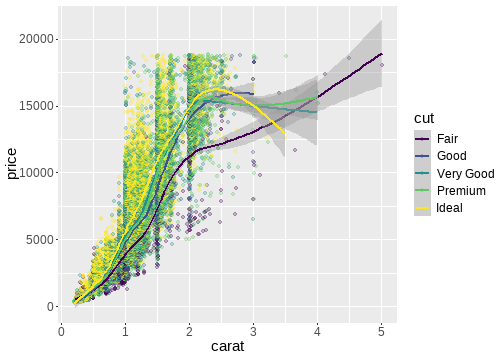 20000
15000
10000
5000
0
price
0
1
2
3
4
5
carat
cut
Fair
Good
Very Good
Premium
Ideal